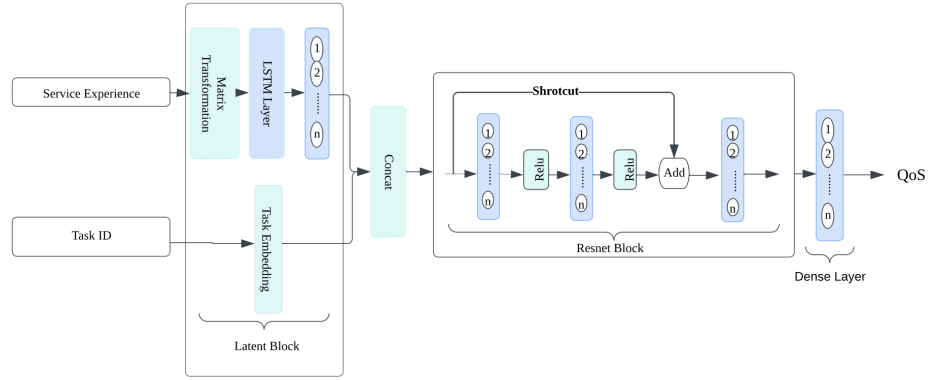 Service Experience
Task ID
Matrix
Transformation
LSTM Layer
1
2
......
n
Task Embedding
Latent Block
Concat
Shrotcut
1
2
......
n
Relu
1
2
......
n
Relu
Add
1
2
......
n
Resnet Block
1
2
......
n
Dense Layer
QoS